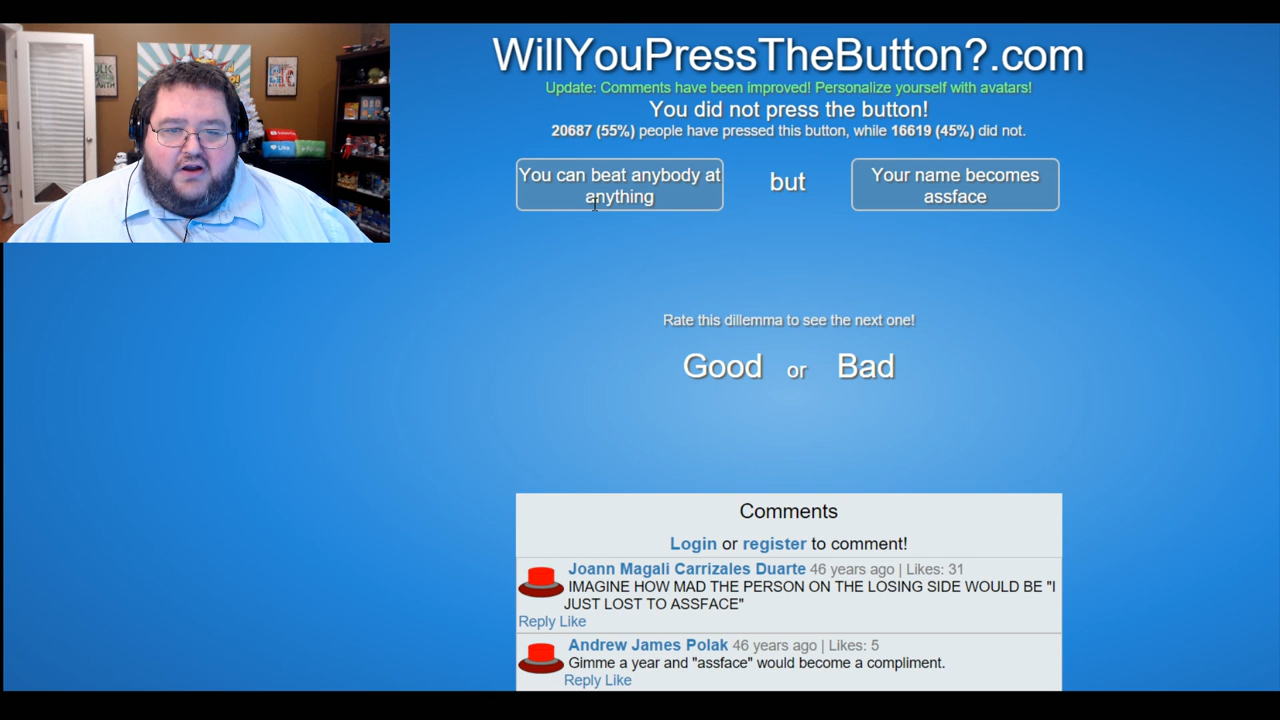 WillYouPressTheButton?.com
Update: Comments have been improved! Personalize yourself with avatars!
You did not press the button!
20687 (55%) people have pressed this button, while 16619 (45%) did not.
You can beat anybody at
anything
but
Your name becomes
assface
Rate this dillemma to see the next one!
Good or Bad
Comments
Login or register to comment!
Joann Magali Carrizales Duarte 46 years ago | Likes: 31
IMAGINE HOW MAD THE PERSON ON THE LOSING SIDE WOULD BE "I
JUST LOST TO ASSFACE"
Reply Like
Andrew James Polak 46 years ago | Likes: 5
Gimme a year and "assface" would become a compliment.
Reply Like